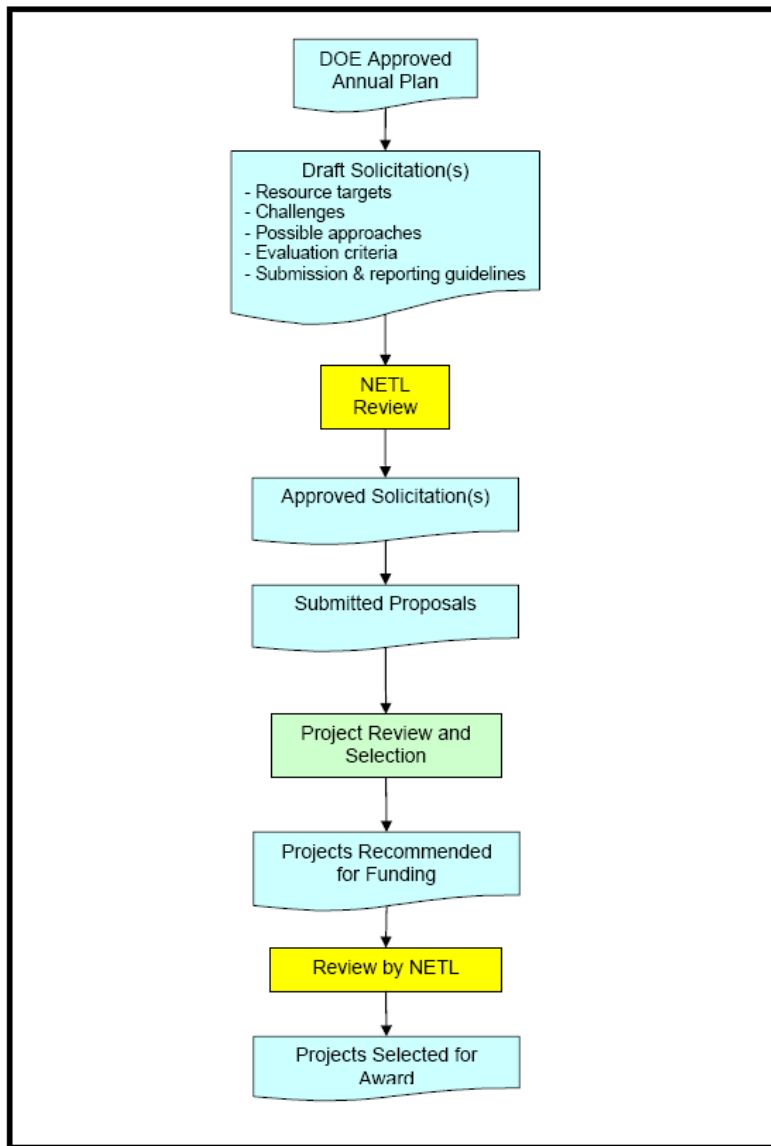 DOE Approved
Annual Plan
Draft Solicitation(s)
- Resource targets
- Challenges
- Possible approaches
- Evaluation criteria
- Submission & reporting guidelines
NETL
Review
Approved Solicitation(s)
Submitted Proposals
Project Review and
Selection
Projects Recommended
for Funding
Review by NETL
Projects Selected for
Award